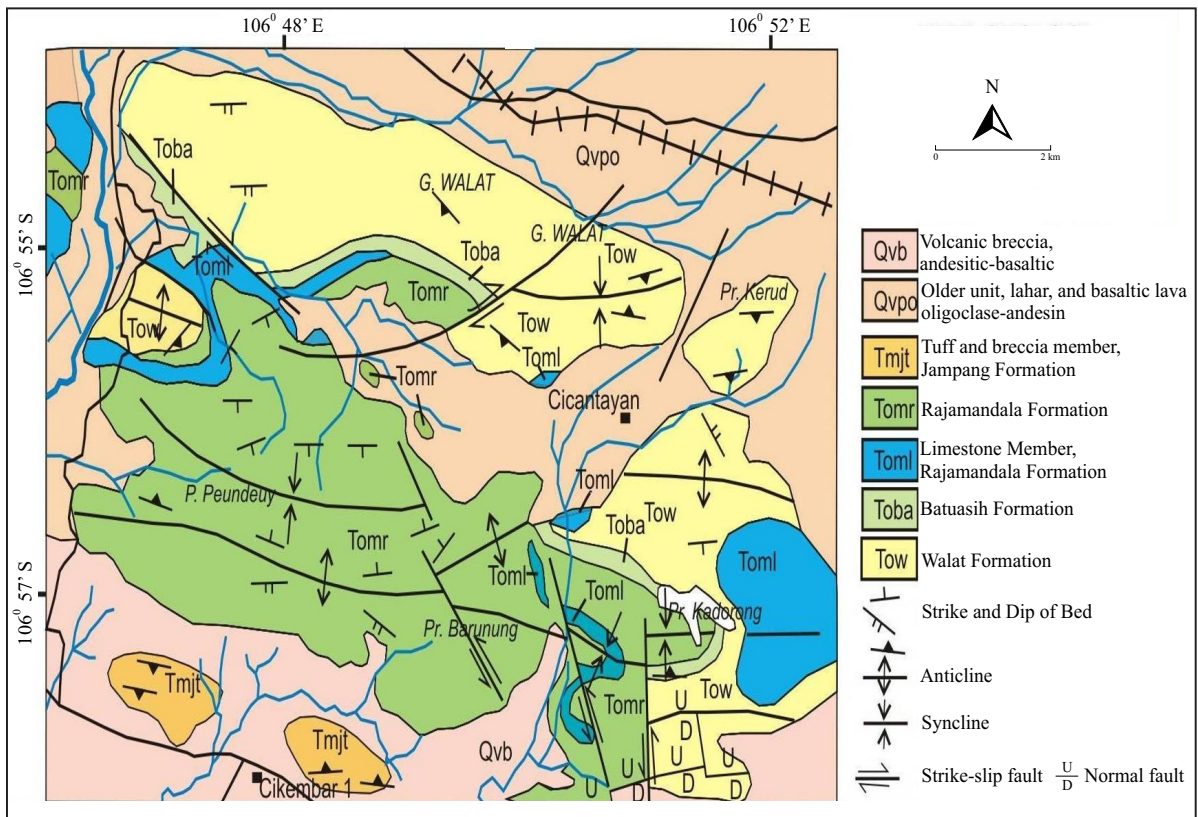 106⁰ 48’ E
106⁰ 52’ E
N
0
2 km
106⁰ 55’ S
106⁰ 57’ S
Toba
Tomr
Qvpo
G. WALAT
G. WALAT
Toba
Tow
Toml
Tomr
Pr. Kerud
Tow
Tow
Toml
Tomr
Cicantayan
Toml
P. Peundeuy
Toba
Tow
Tomr
Toml
Toml
Toml
Pr. Kadorong
Pr. Barunung
Tmjt
Tomr
Tow
U
D
Tmjt
Qvb
U
U
D
D
U
U
D
D
Cikembar 1
Qvb
Volcanic breccia,
andesitic-basaltic
Qvpo
Older unit, lahar, and basaltic lava
oligoclase-andesin
Tmjt
Tuff and breccia member,
Jampang Formation
Tomr
Rajamandala Formation
Toml
Limestone Member,
Rajamandala Formation
Toba
Batuasih Formation
Tow
Walat Formation
Strike and Dip of Bed
Anticline
Syncline
Strike-slip fault
U
D
Normal fault